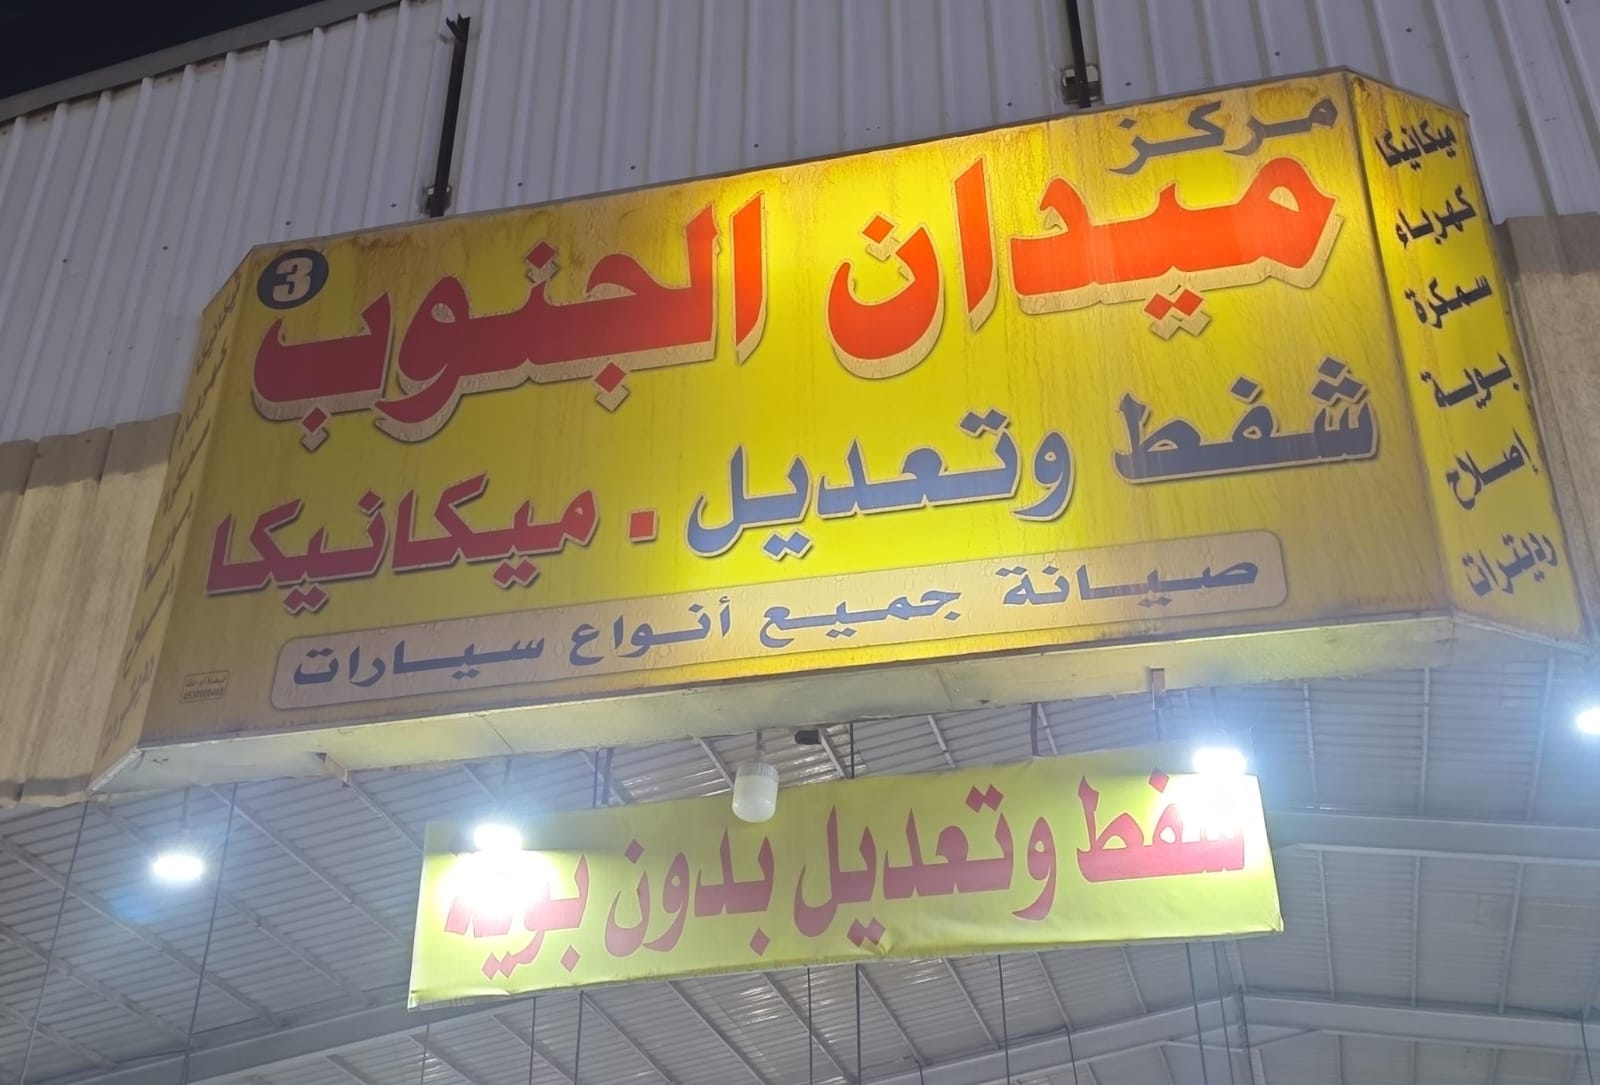 مركز
ميدان الجنوب
3
شفط وتعديل . ميكانيكا
صيانة جميع أنواع سيارات
ميكانيكا
كهرباء
سمكرة
بوية
إصلاح
رديترات
شفط وتعديل بدون بوية